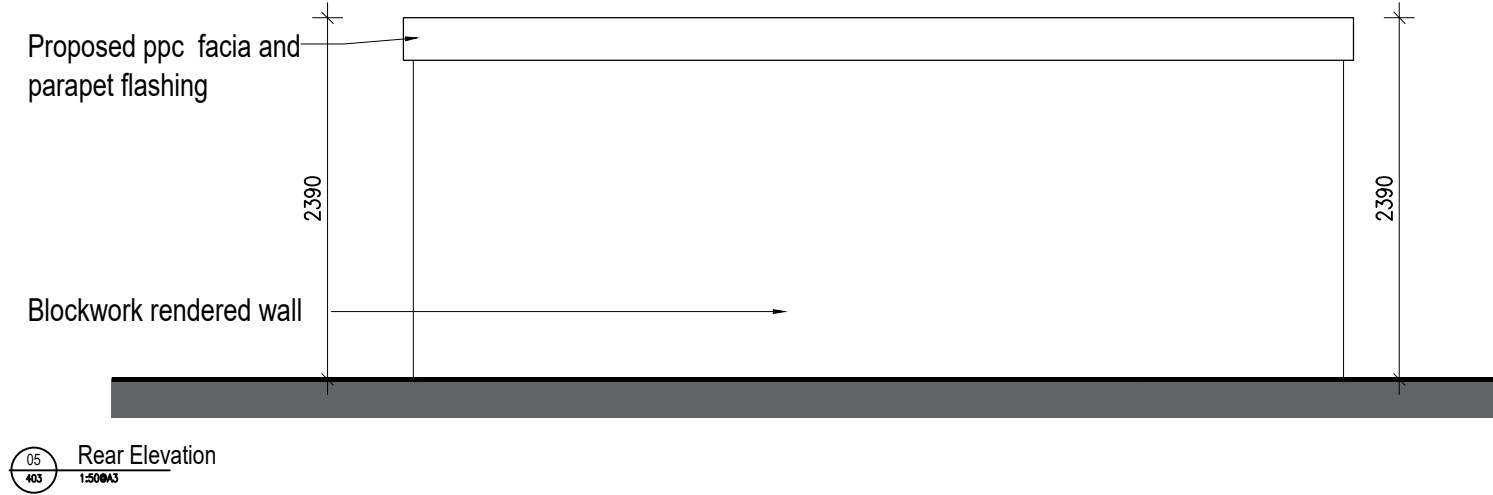 Proposed ppc facia and
parapet flashing
2390
2390
Blockwork rendered wall
05
403
Rear Elevation
1:50@A3